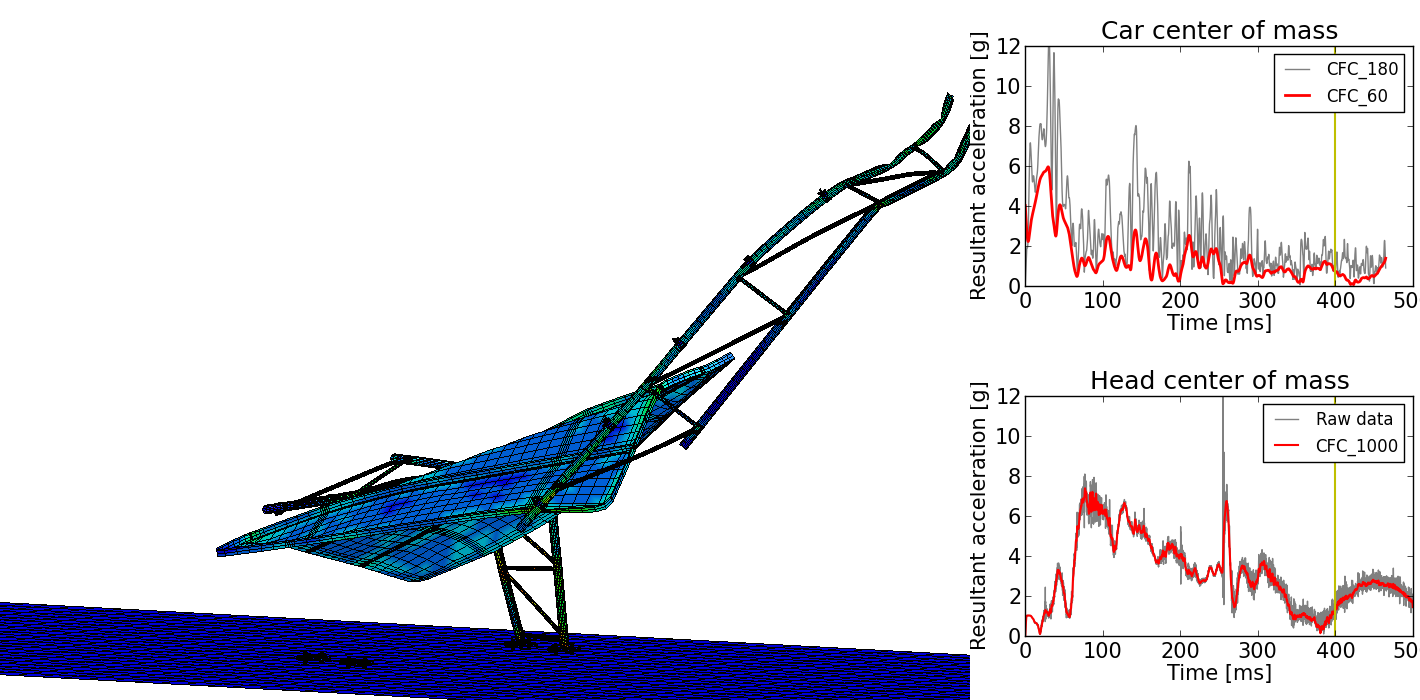 Car center of mass
Resultant acceleration [g]
12
10
8
6
4
2
0
CFC_180
CFC_60
0 100 200 300 400 50
Time [ms]
Head center of mass
Resultant acceleration [g]
12
10
8
6
4
2
0
Raw data
CFC_1000
0 100 200 300 400 50
Time [ms]